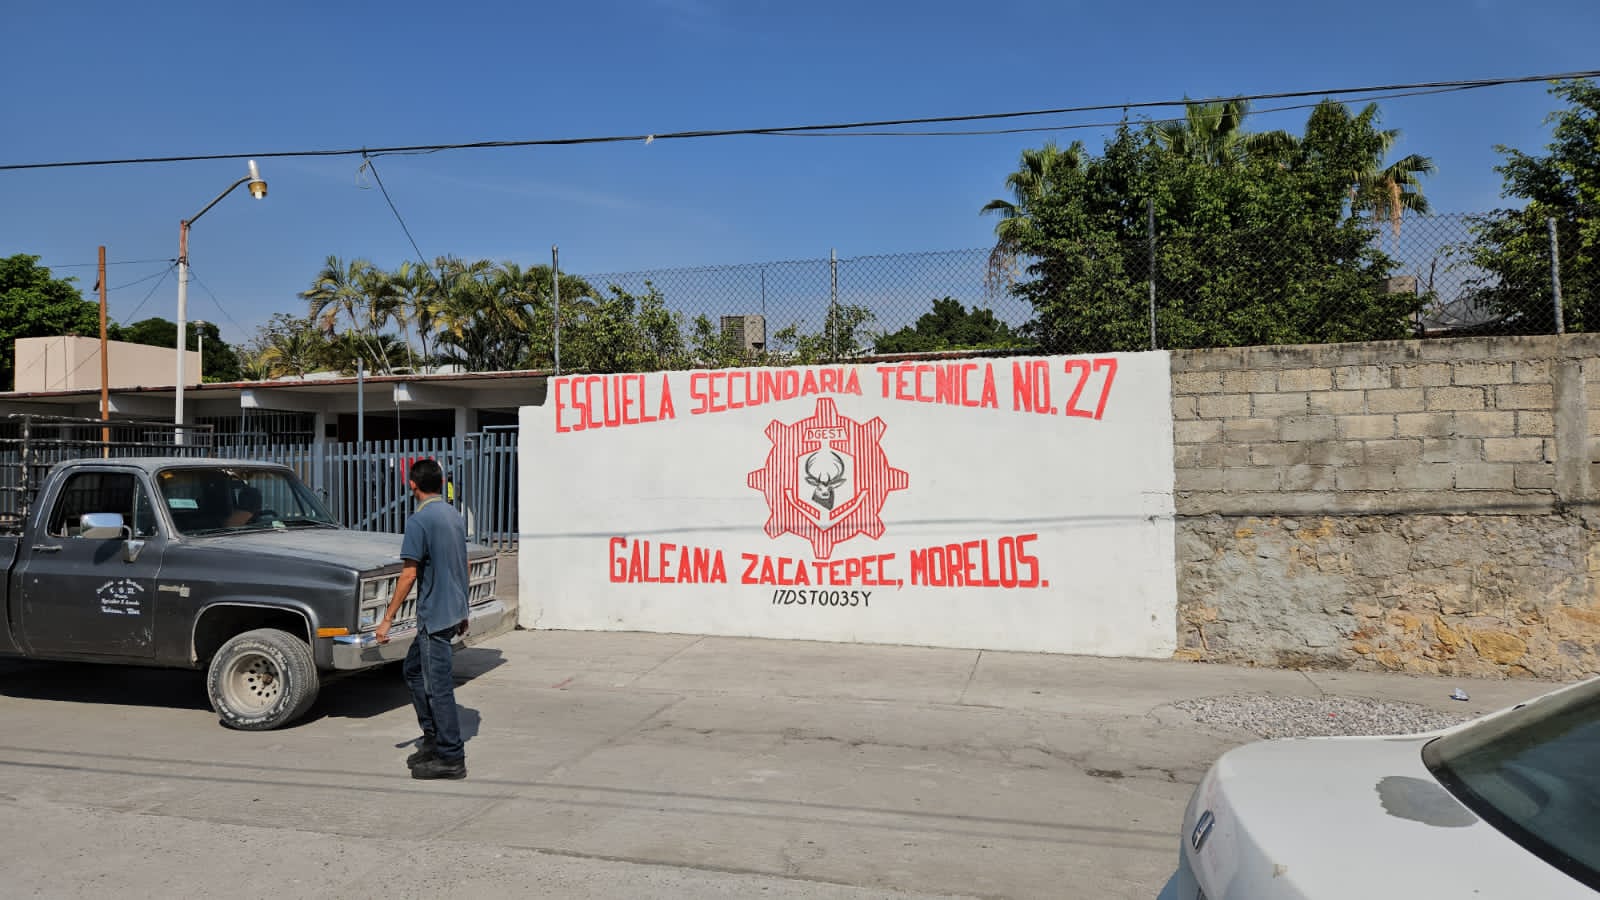 ESCUELA SECUNDARIA TÉCNICA NO. 27
DGEST
GALEANA ZACATEPEC, MORELOS.
17DST0035Y